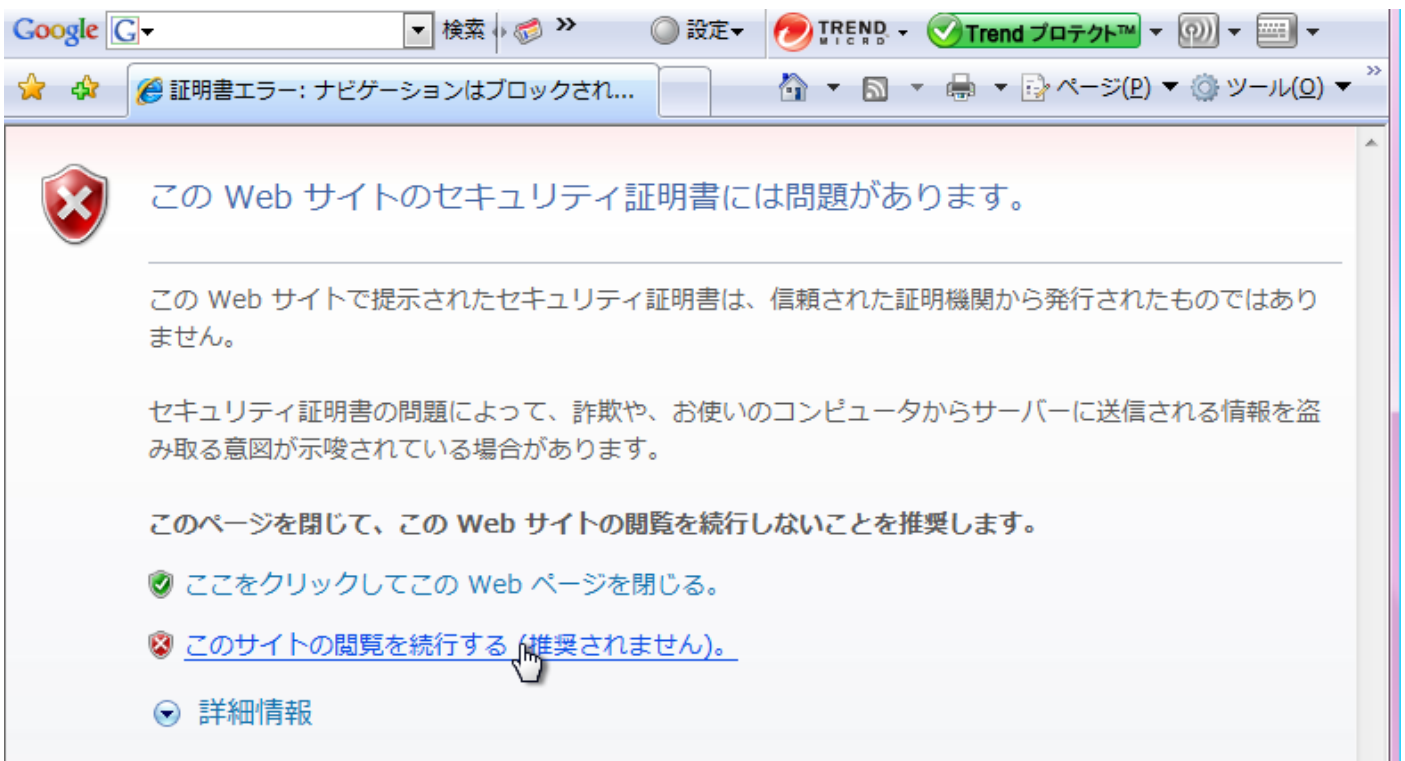 Google G 検索 » 設定 TREND MICRO Trend プロテクト™
証明書エラー: ナビゲーションはブロックされ... ページ(P) ツール(O) »
この Web サイトのセキュリティ証明書には問題があります。
この Web サイトで提示されたセキュリティ証明書は、信頼された証明機関から発行されたものではあり
ません。
セキュリティ証明書の問題によって、詐欺や、お使いのコンピュータからサーバーに送信される情報を盗
み取る意図が示唆されている場合があります。
このページを閉じて、この Web サイトの閲覧を続行しないことを推奨します。
ここをクリックしてこの Web ページを閉じる。
このサイトの閲覧を続行する (推奨されません)。
詳細情報